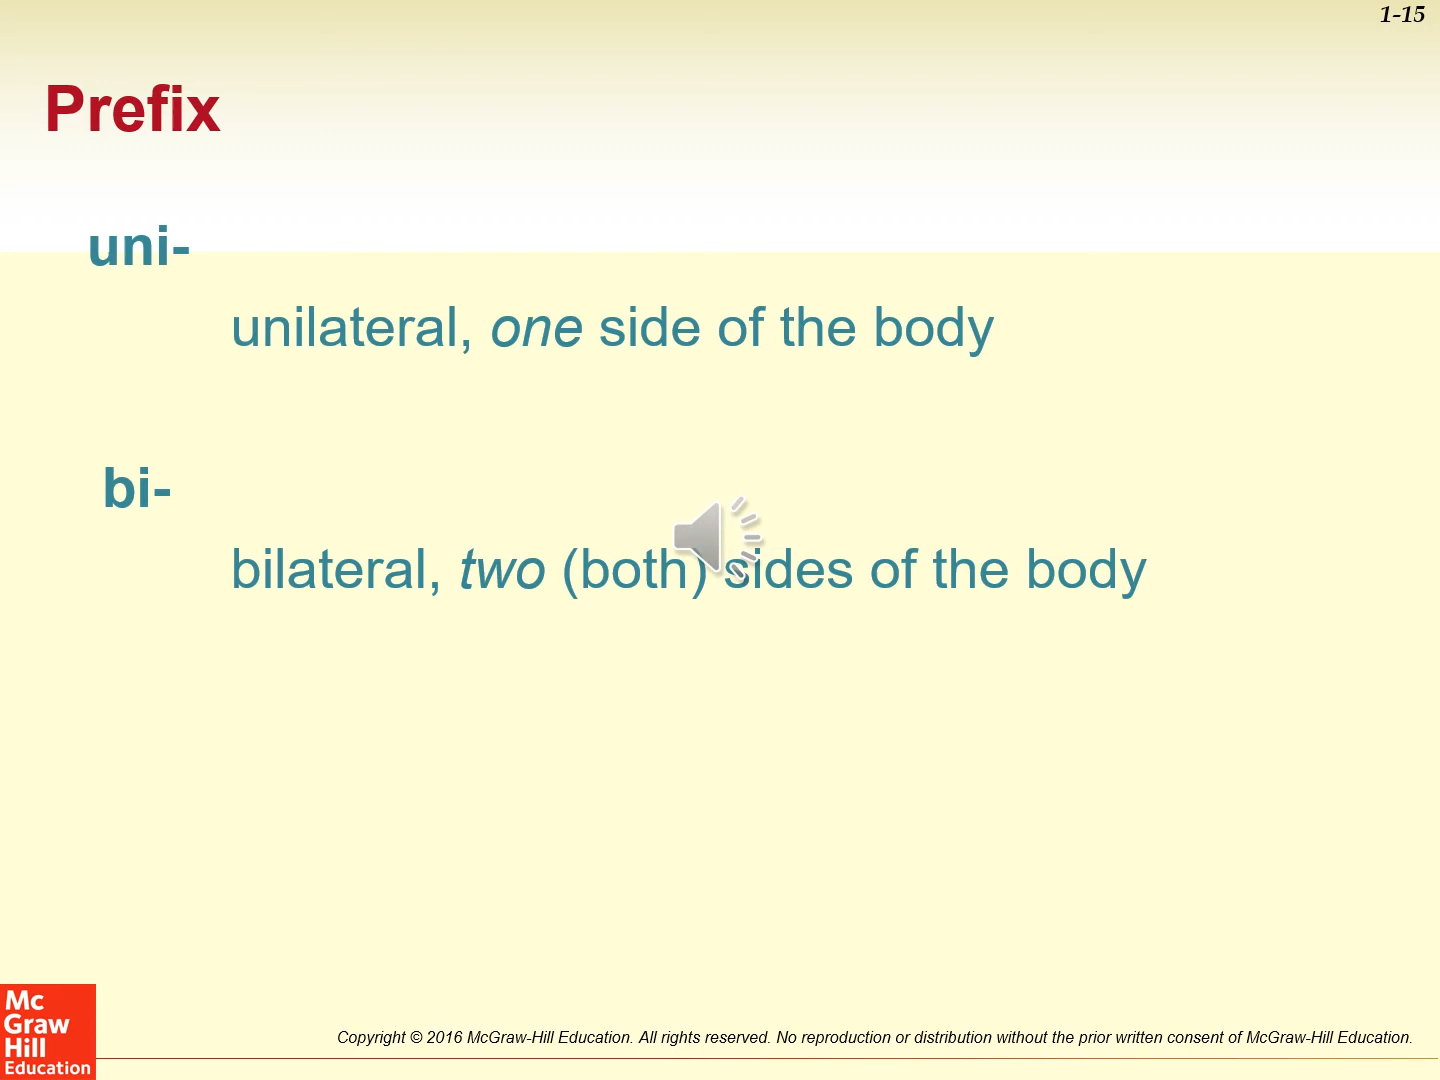 1-15
Prefix
uni-
unilateral, one side of the body
bi-
bilateral, two (both) sides of the body
Mc
Graw
Hill
Education
Copyright © 2016 McGraw-Hill Education. All rights reserved. No reproduction or distribution without the prior written consent of McGraw-Hill Education.